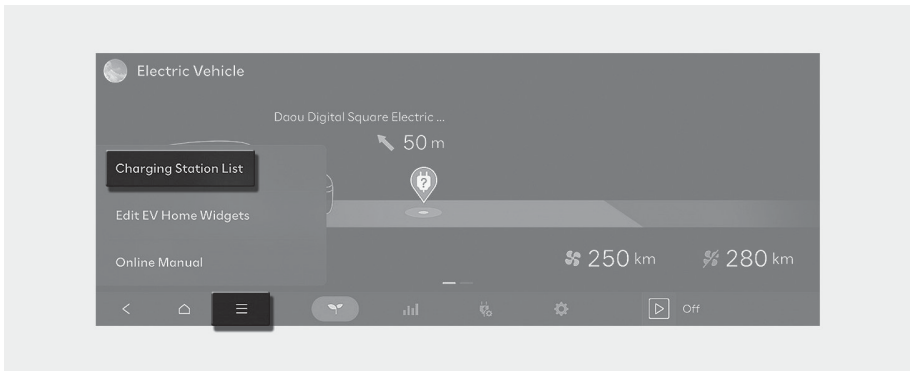 Electric Vehicle
Daou Digital Square Electric ...
50 m
Charging Station List
?
Edit EV Home Widgets
250 km 280 km
Online Manual
Off